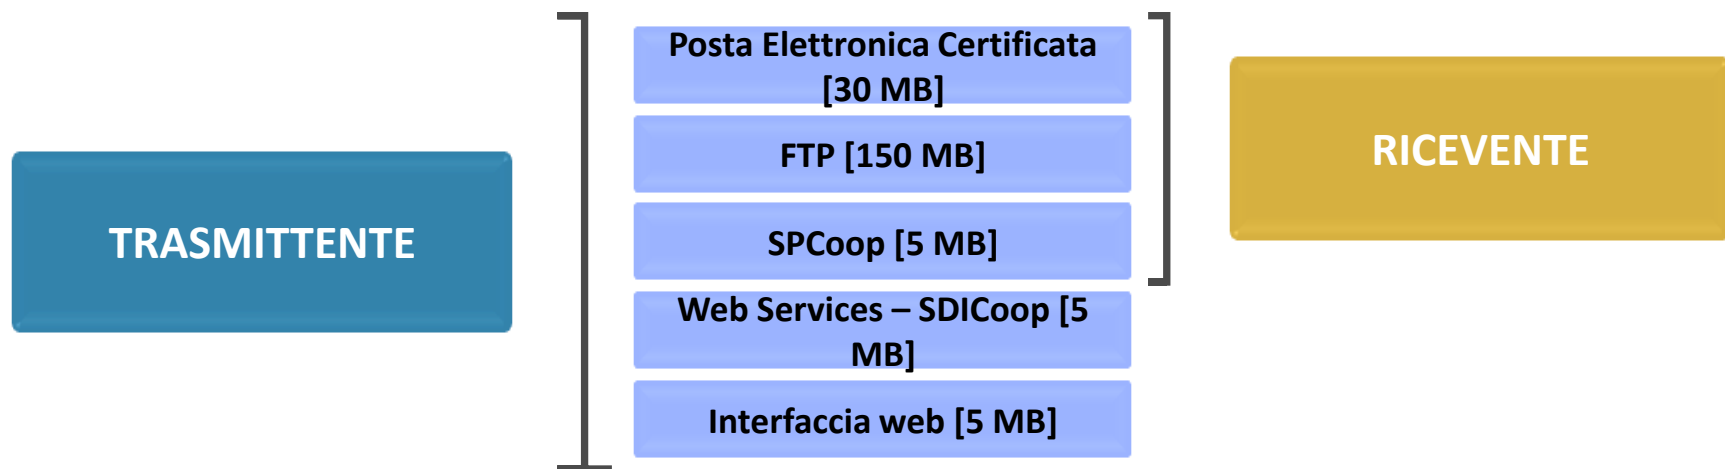 TRASMITTENTE
Posta Elettronica Certificata
[30 MB]
FTP [150 MB]
SPCoop [5 MB]
Web Services – SDICoop [5
MB]
Interfaccia web [5 MB]
RICEVENTE